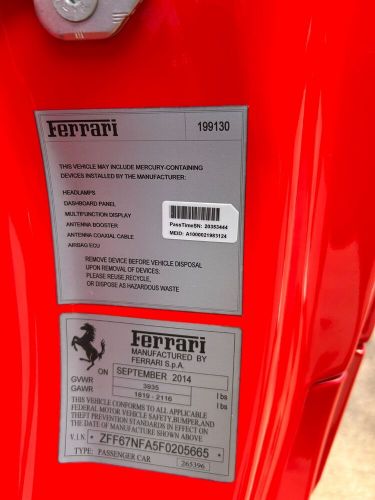 Ferrari 199130
THIS VEHICLE MAY INCLUDE MERCURY-CONTAINING
DEVICES INSTALLED BY THE MANUFACTURER:
HEADLAMPS
DASHBOARD PANEL
MULTIFUNCTION DISPLAY
ANTENNA BOOSTER
ANTENNA COAXIAL CABLE
AIRBAG ECU
PassTimeSN: 20353444
MEID: A1000021983124
REMOVE DEVICE BEFORE VEHICLE DISPOSAL
UPON REMOVAL OF DEVICES:
PLEASE REUSE, RECYCLE,
OR DISPOSE AS HAZARDOUS WASTE
Ferrari
MANUFACTURED BY
FERRARI S.p.A.
ON SEPTEMBER 2014
GVWR 3935 lbs
GAWR 1819 - 2116 lbs
THIS VEHICLE CONFORMS TO ALL APPLICABLE
FEDERAL MOTOR VEHICLE SAFETY, BUMPER, AND
THEFT PREVENTION STANDARDS IN EFFECT ON
THE DATE OF MANUFACTURE SHOWN ABOVE
V.I.N. ZFF67NFA5F0205665
TYPE: PASSENGER CAR 265396